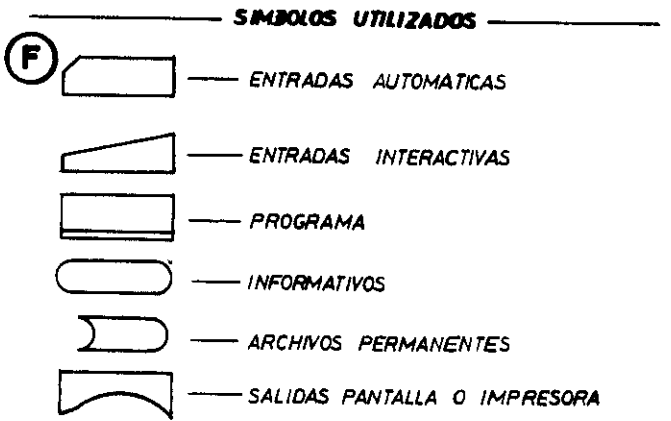 SIMBOLOS UTILIZADOS
F
ENTRADAS AUTOMATICAS
ENTRADAS INTERACTIVAS
PROGRAMA
INFORMATIVOS
ARCHIVOS PERMANENTES
SALIDAS PANTALLA O IMPRESORA